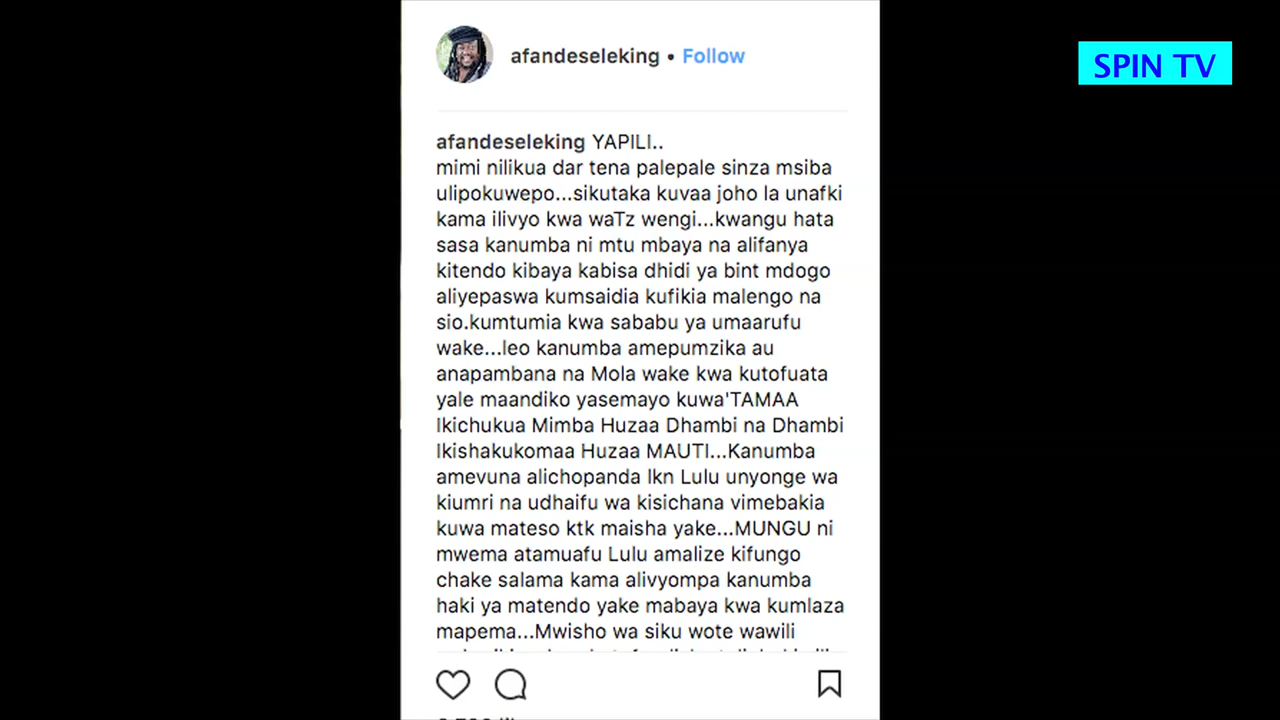 afandeseleking • Follow
SPIN TV
afandeseleking YAPILI..
mimi nilikua dar tena palepale sinza msiba
ulipokuwepo...sikutaka kuvaa joho la unafki
kama ilivyo kwa waTz wengi...kwangu hata
sasa kanumba ni mtu mbaya na alifanya
kitendo kibaya kabisa dhidi ya bint mdogo
aliyepaswa kumsaidia kufikia malengo na
sio.kumtumia kwa sababu ya umaarufu
wake...leo kanumba amepumzika au
anapambana na Mola wake kwa kutofuata
yale maandiko yasemayo kuwa'TAMAA
Ikichukua Mimba Huzaa Dhambi na Dhambi
Ikishakukomaa Huzaa MAUTI...Kanumba
amevuna alichopanda lkn Lulu unyonge wa
kiumri na udhaifu wa kisichana vimebakia
kuwa mateso ktk maisha yake...MUNGU ni
mwema atamuafu Lulu amalize kifungo
chake salama kama alivyompa kanumba
haki ya matendo yake mabaya kwa kumlaza
mapema...Mwisho wa siku wote wawili